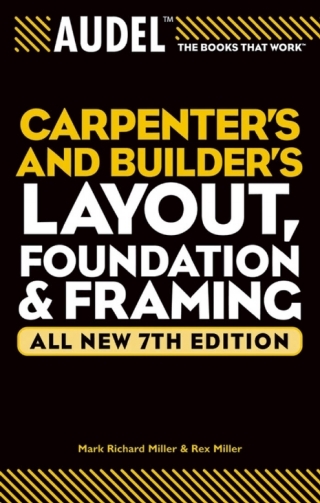 AUDEL™ THE BOOKS THAT WORK™
CARPENTER'S
AND BUILDER'S
LAYOUT,
FOUNDATION
& FRAMING
ALL NEW 7TH EDITION
Mark Richard Miller & Rex Miller